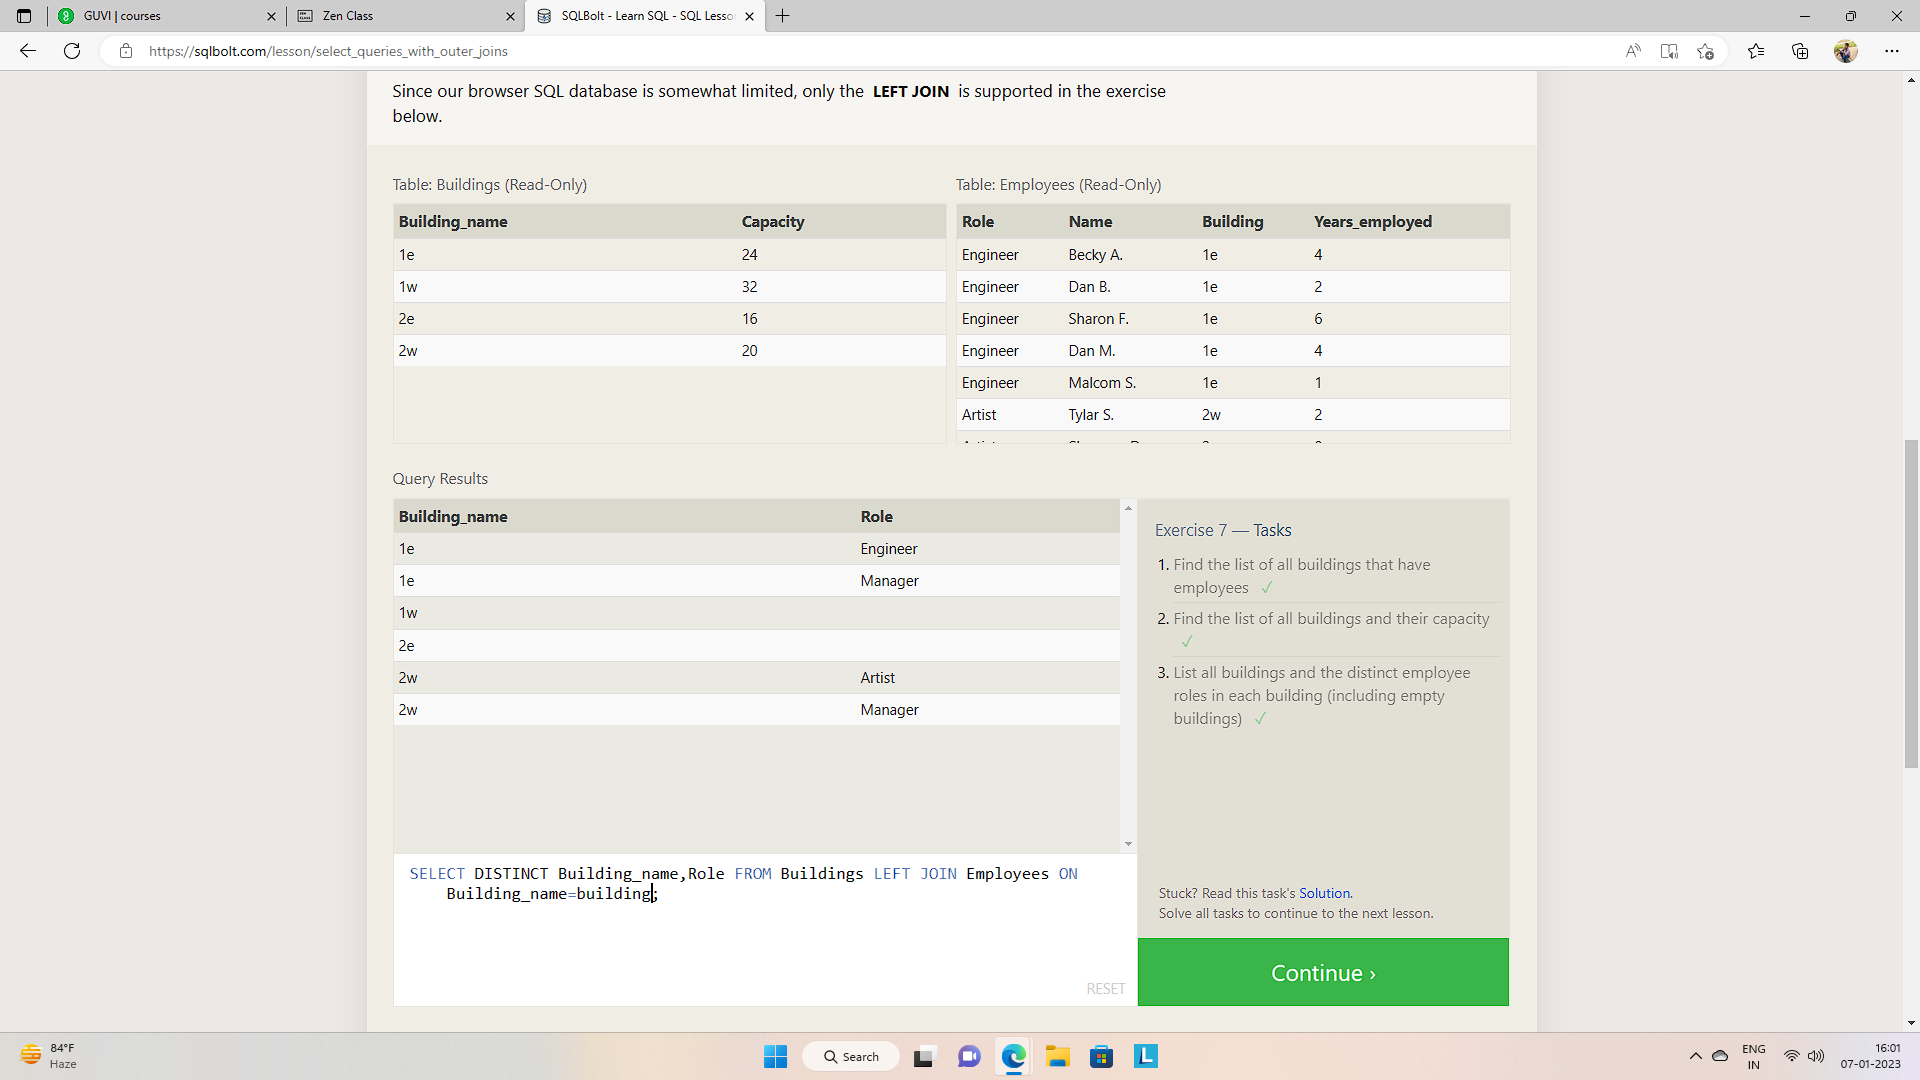 GUVI | courses
Zen Class
SQLBolt - Learn SQL - SQL Lesso
https://sqlbolt.com/lesson/select_queries_with_outer_joins
Since our browser SQL database is somewhat limited, only the LEFT JOIN is supported in the exercise
below.
Table: Buildings (Read-Only)
Building_name Capacity
1e 24
1w 32
2e 16
2w 20
Table: Employees (Read-Only)
Role Name Building Years_employed
Engineer Becky A. 1e 4
Engineer Dan B. 1e 2
Engineer Sharon F. 1e 6
Engineer Dan M. 1e 4
Engineer Malcom S. 1e 1
Artist Tylar S. 2w 2
Query Results
Building_name Role
1e Engineer
1e Manager
1w
2e
2w Artist
2w Manager
Exercise 7 — Tasks
1. Find the list of all buildings that have
employees ✓
2. Find the list of all buildings and their capacity
✓
3. List all buildings and the distinct employee
roles in each building (including empty
buildings) ✓
SELECT DISTINCT Building_name,Role FROM Buildings LEFT JOIN Employees ON
Building_name=building;
RESET
Stuck? Read this task's Solution.
Solve all tasks to continue to the next lesson.
Continue ›
84°F
Haze
Search
ENG
IN
16:01
07-01-2023